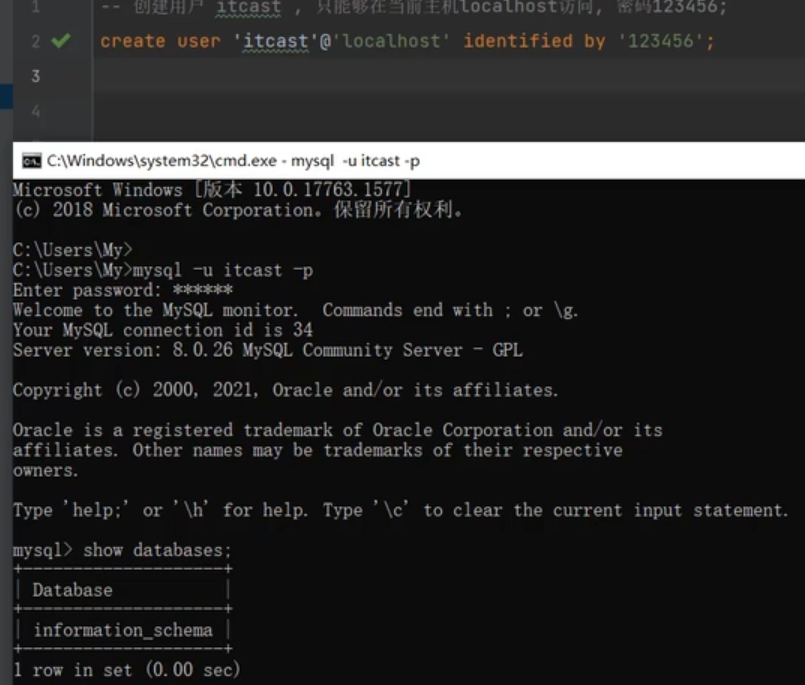 1 -- 创建用户 itcast , 只能够在当前主机localhost访问, 密码123456;
2 create user 'itcast'@'localhost' identified by '123456';
3
4
C:\Windows\system32\cmd.exe - mysql  -u itcast -p
Microsoft Windows [版本 10.0.17763.1577]
(c) 2018 Microsoft Corporation。保留所有权利。
C:\Users\My>
C:\Users\My>mysql -u itcast -p
Enter password: ******
Welcome to the MySQL monitor.  Commands end with ; or \g.
Your MySQL connection id is 34
Server version: 8.0.26 MySQL Community Server - GPL
Copyright (c) 2000, 2021, Oracle and/or its affiliates.
Oracle is a registered trademark of Oracle Corporation and/or its
affiliates. Other names may be trademarks of their respective
owners.
Type 'help;' or '\h' for help. Type '\c' to clear the current input statement.
mysql> show databases;
+--------------------+
| Database           |
+--------------------+
| information_schema |
+--------------------+
1 row in set (0.00 sec)